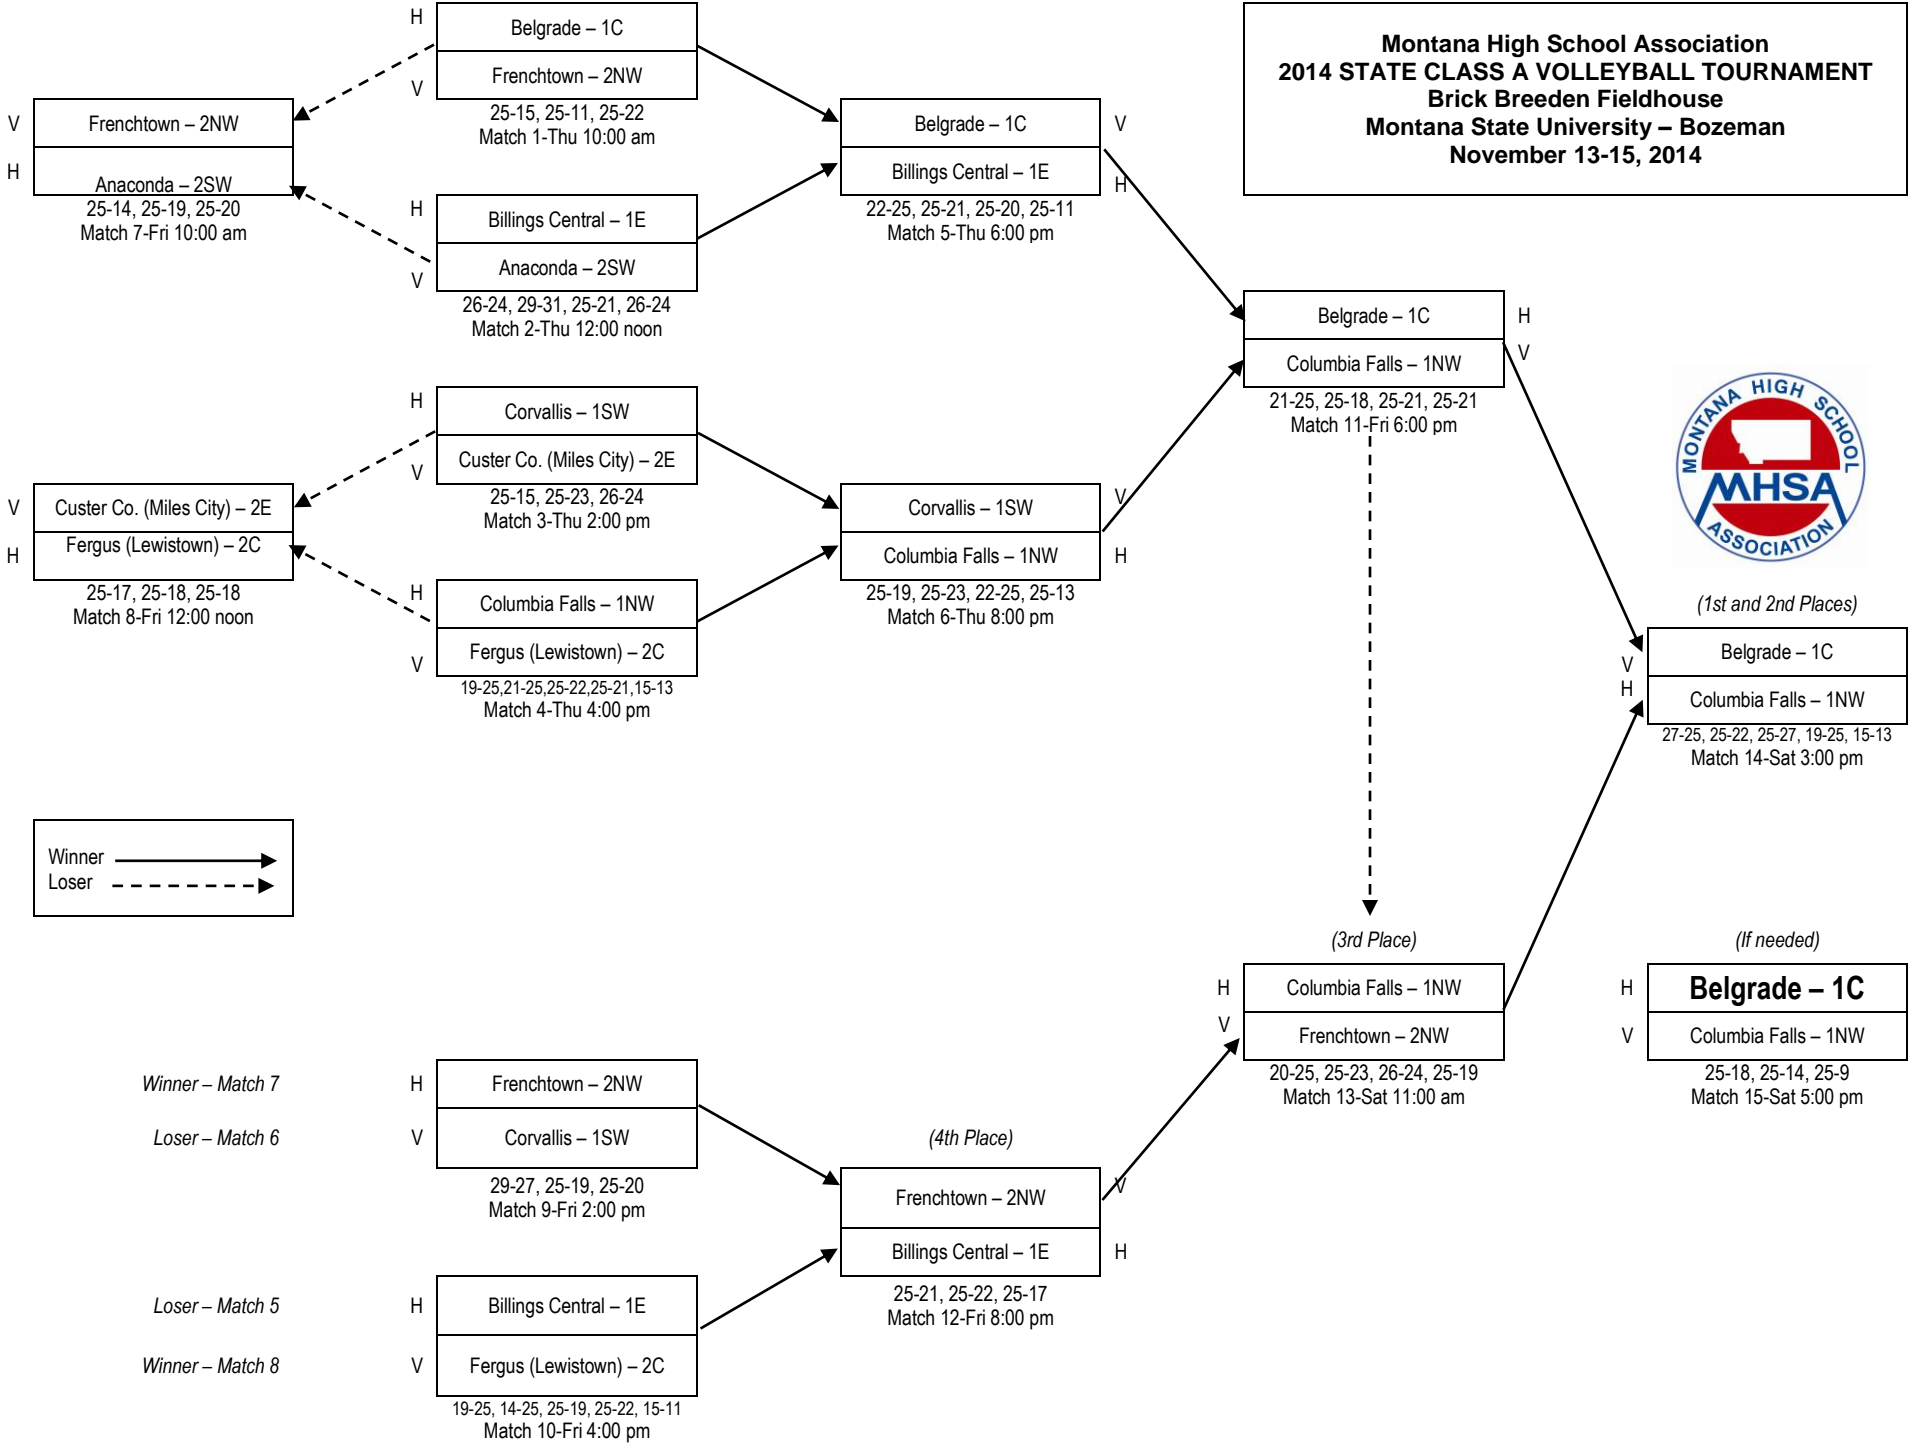 Montana High School Association
2014 STATE CLASS A VOLLEYBALL TOURNAMENT
Brick Breeden Fieldhouse
Montana State University – Bozeman
November 13-15, 2014
H
Belgrade – 1C
Frenchtown – 2NW
V
25-15, 25-11, 25-22
Match 1-Thu 10:00 am
V
Frenchtown – 2NW
H
Anaconda – 2SW
25-14, 25-19, 25-20
Match 7-Fri 10:00 am
H
Billings Central – 1E
Anaconda – 2SW
V
26-24, 29-31, 25-21, 26-24
Match 2-Thu 12:00 noon
Belgrade – 1C
V
Billings Central – 1E
H
22-25, 25-21, 25-20, 25-11
Match 5-Thu 6:00 pm
H
Corvallis – 1SW
Custer Co. (Miles City) – 2E
V
25-15, 25-23, 26-24
Match 3-Thu 2:00 pm
V
Custer Co. (Miles City) – 2E
H
Fergus (Lewistown) – 2C
25-17, 25-18, 25-18
Match 8-Fri 12:00 noon
H
Columbia Falls – 1NW
Fergus (Lewistown) – 2C
V
19-25,21-25,25-22,25-21,15-13
Match 4-Thu 4:00 pm
Corvallis – 1SW
V
Columbia Falls – 1NW
H
25-19, 25-23, 22-25, 25-13
Match 6-Thu 8:00 pm
Belgrade – 1C
H
Columbia Falls – 1NW
V
21-25, 25-18, 25-21, 25-21
Match 11-Fri 6:00 pm
MONTANA HIGH SCHOOL
MHSA
ASSOCIATION
(1st and 2nd Places)
V
Belgrade – 1C
H
Columbia Falls – 1NW
27-25, 25-22, 25-27, 19-25, 15-13
Match 14-Sat 3:00 pm
Winner
Loser
(3rd Place)
H
Columbia Falls – 1NW
V
Frenchtown – 2NW
20-25, 25-23, 26-24, 25-19
Match 13-Sat 11:00 am
(If needed)
H
Belgrade – 1C
V
Columbia Falls – 1NW
25-18, 25-14, 25-9
Match 15-Sat 5:00 pm
Winner – Match 7
H
Frenchtown – 2NW
Loser – Match 6
V
Corvallis – 1SW
29-27, 25-19, 25-20
Match 9-Fri 2:00 pm
(4th Place)
Frenchtown – 2NW
V
Billings Central – 1E
H
25-21, 25-22, 25-17
Match 12-Fri 8:00 pm
Loser – Match 5
H
Billings Central – 1E
Winner – Match 8
V
Fergus (Lewistown) – 2C
19-25, 14-25, 25-19, 25-22, 15-11
Match 10-Fri 4:00 pm